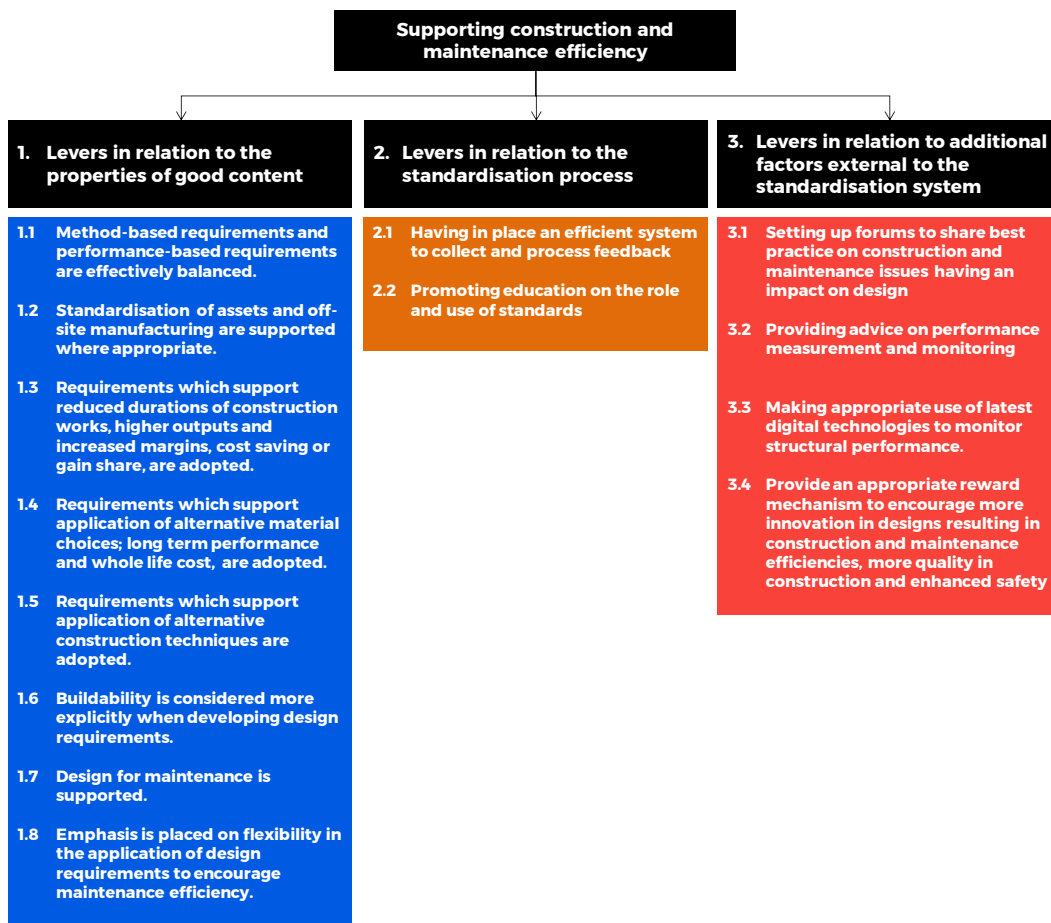 Supporting construction and
maintenance efficiency
1. Levers in relation to the
properties of good content
2. Levers in relation to the
standardisation process
3. Levers in relation to additional
factors external to the
standardisation system
1.1 Method-based requirements and
performance-based requirements
are effectively balanced.
1.2 Standardisation of assets and off-
site manufacturing are supported
where appropriate.
1.3 Requirements which support
reduced durations of construction
works, higher outputs and
increased margins, cost saving or
gain share, are adopted.
1.4 Requirements which support
application of alternative material
choices; long term performance
and whole life cost, are adopted.
1.5 Requirements which support
application of alternative
construction techniques are
adopted.
1.6 Buildability is considered more
explicitly when developing design
requirements.
1.7 Design for maintenance is
supported.
1.8 Emphasis is placed on flexibility in
the application of design
requirements to encourage
maintenance efficiency.
2.1 Having in place an efficient system
to collect and process feedback
2.2 Promoting education on the role
and use of standards
3.1 Setting up forums to share best
practice on construction and
maintenance issues having an
impact on design
3.2 Providing advice on performance
measurement and monitoring
3.3 Making appropriate use of latest
digital technologies to monitor
structural performance.
3.4 Provide an appropriate reward
mechanism to encourage more
innovation in designs resulting in
construction and maintenance
efficiencies, more quality in
construction and enhanced safety